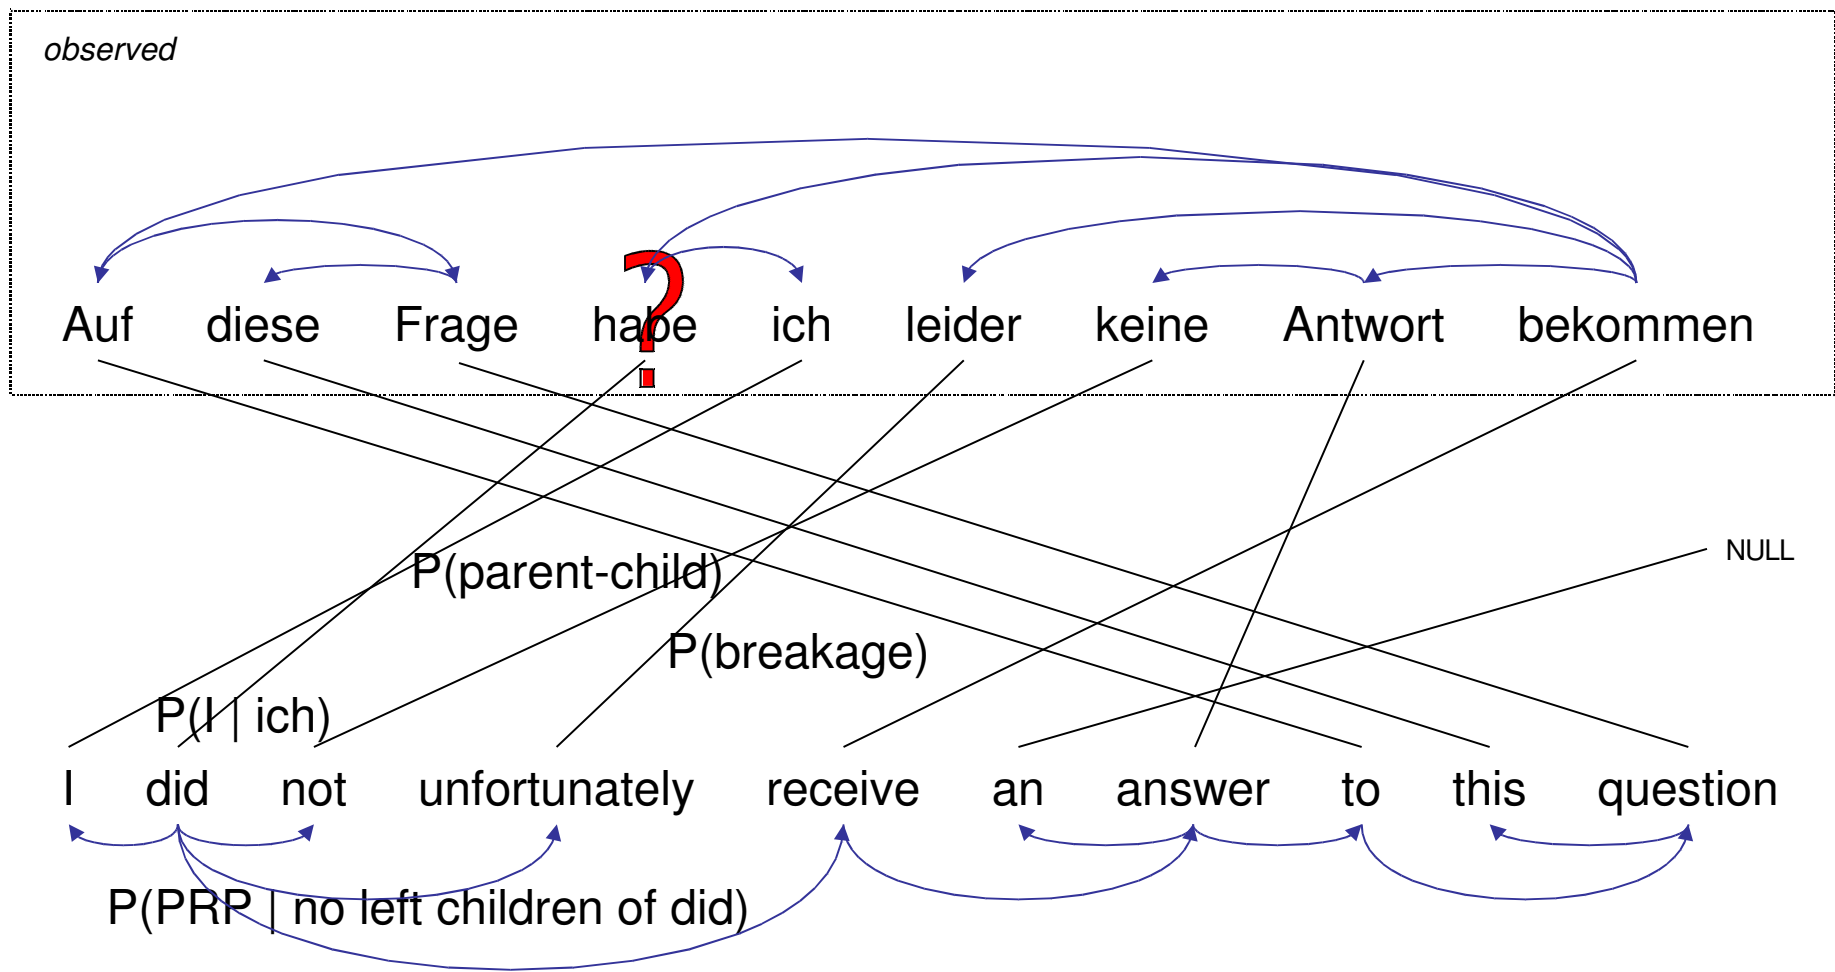 observed
?
Auf diese Frage habe ich leider keine Antwort bekommen
NULL
P(parent-child)
P(breakage)
P(I | ich)
I did not unfortunately receive an answer to this question
P(PRP | no left children of did)